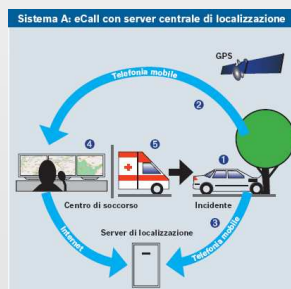 Sistema A: eCall con server centrale di localizzazione
GPS
Telefonia mobile
2
4
5
1
Centro di soccorso
Incidente
3
Server di localizzazione
Internet
Telefonia mobile